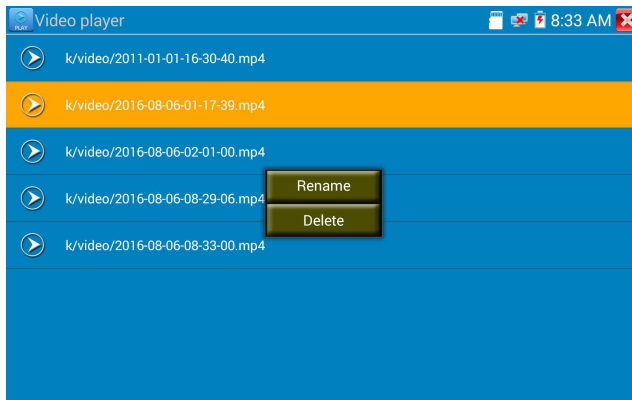 PLAY Video player 8:33 AM
k/video/2011-01-01-16-30-40.mp4
k/video/2016-08-06-01-17-39.mp4
k/video/2016-08-06-02-01-00.mp4
k/video/2016-08-06-08-29-06.mp4
k/video/2016-08-06-08-33-00.mp4
Rename
Delete